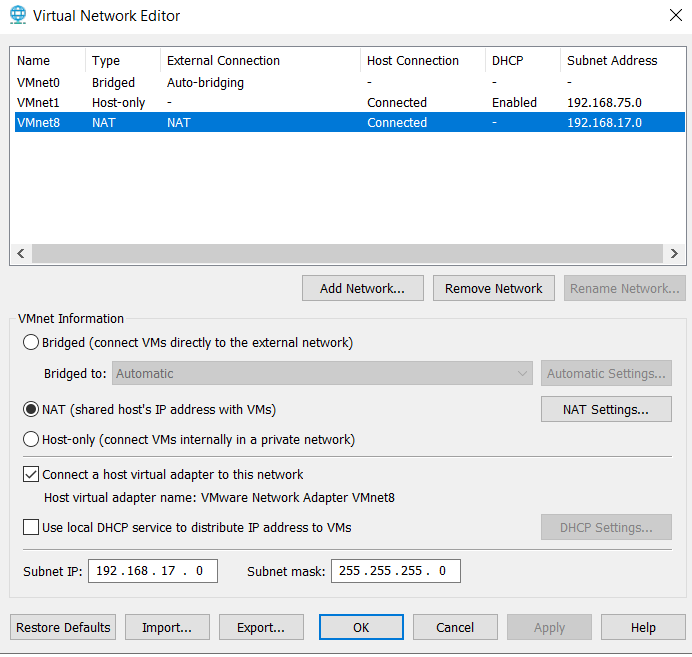 Virtual Network Editor
Name Type External Connection Host Connection DHCP Subnet Address
VMnet0 Bridged Auto-bridging - - -
VMnet1 Host-only - Connected Enabled 192.168.75.0
VMnet8 NAT NAT Connected - 192.168.17.0
Add Network... Remove Network Rename Network...
VMnet Information
Bridged (connect VMs directly to the external network)
Bridged to: Automatic Automatic Settings...
NAT (shared host's IP address with VMs) NAT Settings...
Host-only (connect VMs internally in a private network)
Connect a host virtual adapter to this network
Host virtual adapter name: VMware Network Adapter VMnet8
Use local DHCP service to distribute IP address to VMs DHCP Settings...
Subnet IP: 192 . 168 . 17 . 0 Subnet mask: 255 . 255 . 255 . 0
Restore Defaults Import... Export... OK Cancel Apply Help